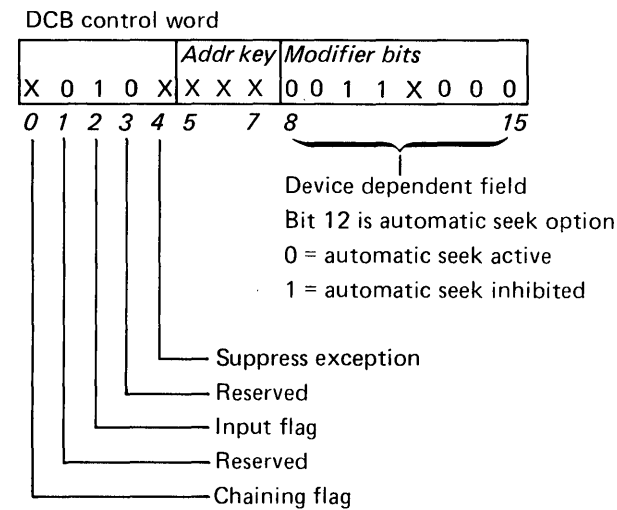 DCB control word
Addr key Modifier bits
X 0 1 0 X X X X 0 0 1 1 X 0 0 0
0 1 2 3 4 5 7 8 15
Device dependent field
Bit 12 is automatic seek option
0 = automatic seek active
1 = automatic seek inhibited
Suppress exception
Reserved
Input flag
Reserved
Chaining flag